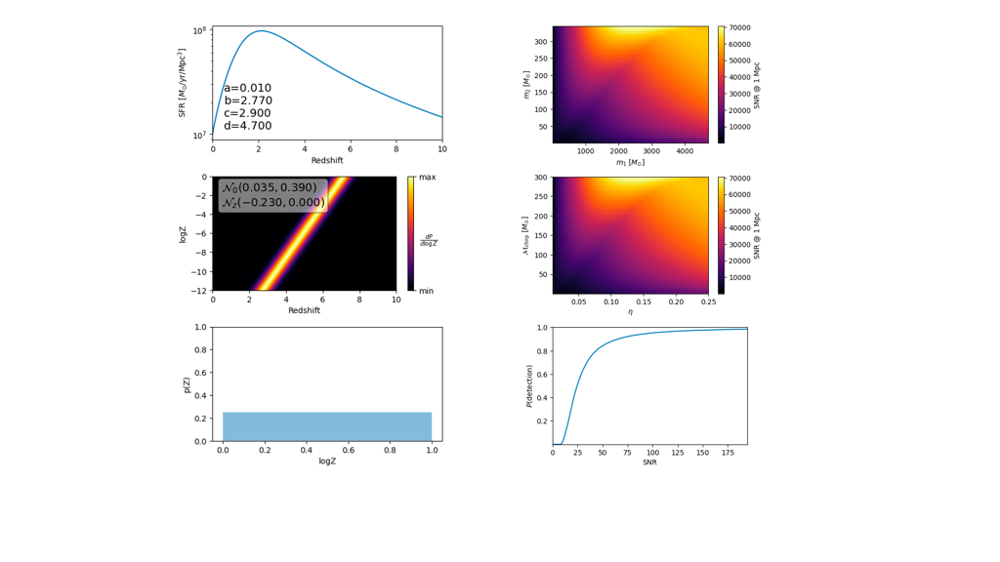 10⁸
10⁷
SFR [M⊙/yr/Mpc³]
a=0.010
b=2.770
c=2.900
d=4.700
0 2 4 6 8 10
Redshift
300
250
200
150
100
50
m₂ [M⊙]
1000 2000 3000 4000
m₁ [M⊙]
70000
60000
50000
40000
30000
20000
10000
SNR @ 1 Mpc
0
−2
−4
−6
−8
−10
−12
logZ
𝒩₀(0.035, 0.390)
𝒩z(−0.230, 0.000)
0 2 4 6 8 10
Redshift
max
dP
dlogZ
min
300
250
200
150
100
50
ℳchirp [M⊙]
0.05 0.10 0.15 0.20 0.25
η
70000
60000
50000
40000
30000
20000
10000
SNR @ 1 Mpc
1.0
0.8
0.6
0.4
0.2
0.0
p(Z)
0.0 0.2 0.4 0.6 0.8 1.0
logZ
1.0
0.8
0.6
0.4
0.2
P(detection)
0 25 50 75 100 125 150 175
SNR